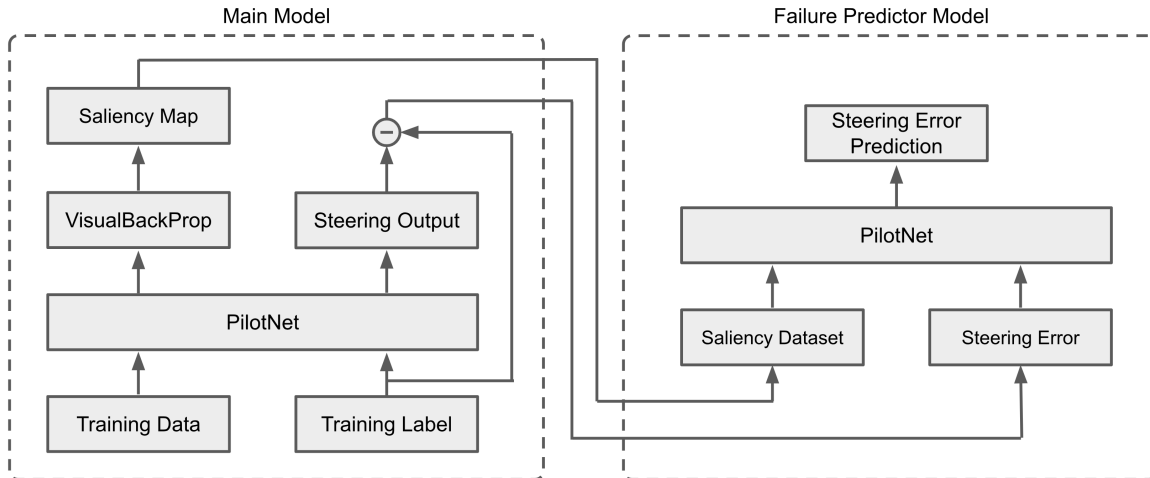 Main Model
Saliency Map
VisualBackProp
Steering Output
PilotNet
Training Data
Training Label
Failure Predictor Model
Steering Error
Prediction
PilotNet
Saliency Dataset
Steering Error